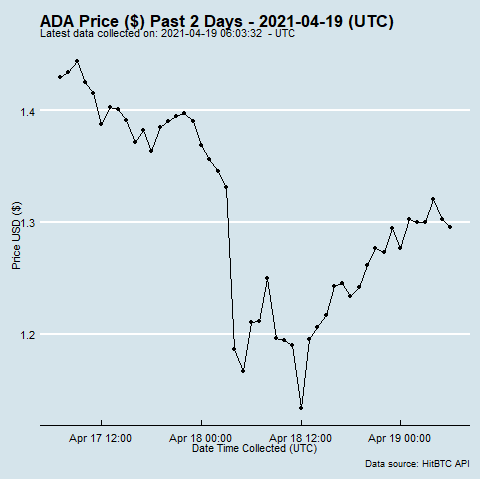 ADA Price ($) Past 2 Days - 2021-04-19 (UTC)
Latest data collected on: 2021-04-19 06:03:32 - UTC
1.4
1.3
1.2
Price USD ($)
Apr 17 12:00
Apr 18 00:00
Apr 18 12:00
Apr 19 00:00
Date Time Collected (UTC)
Data source: HitBTC API